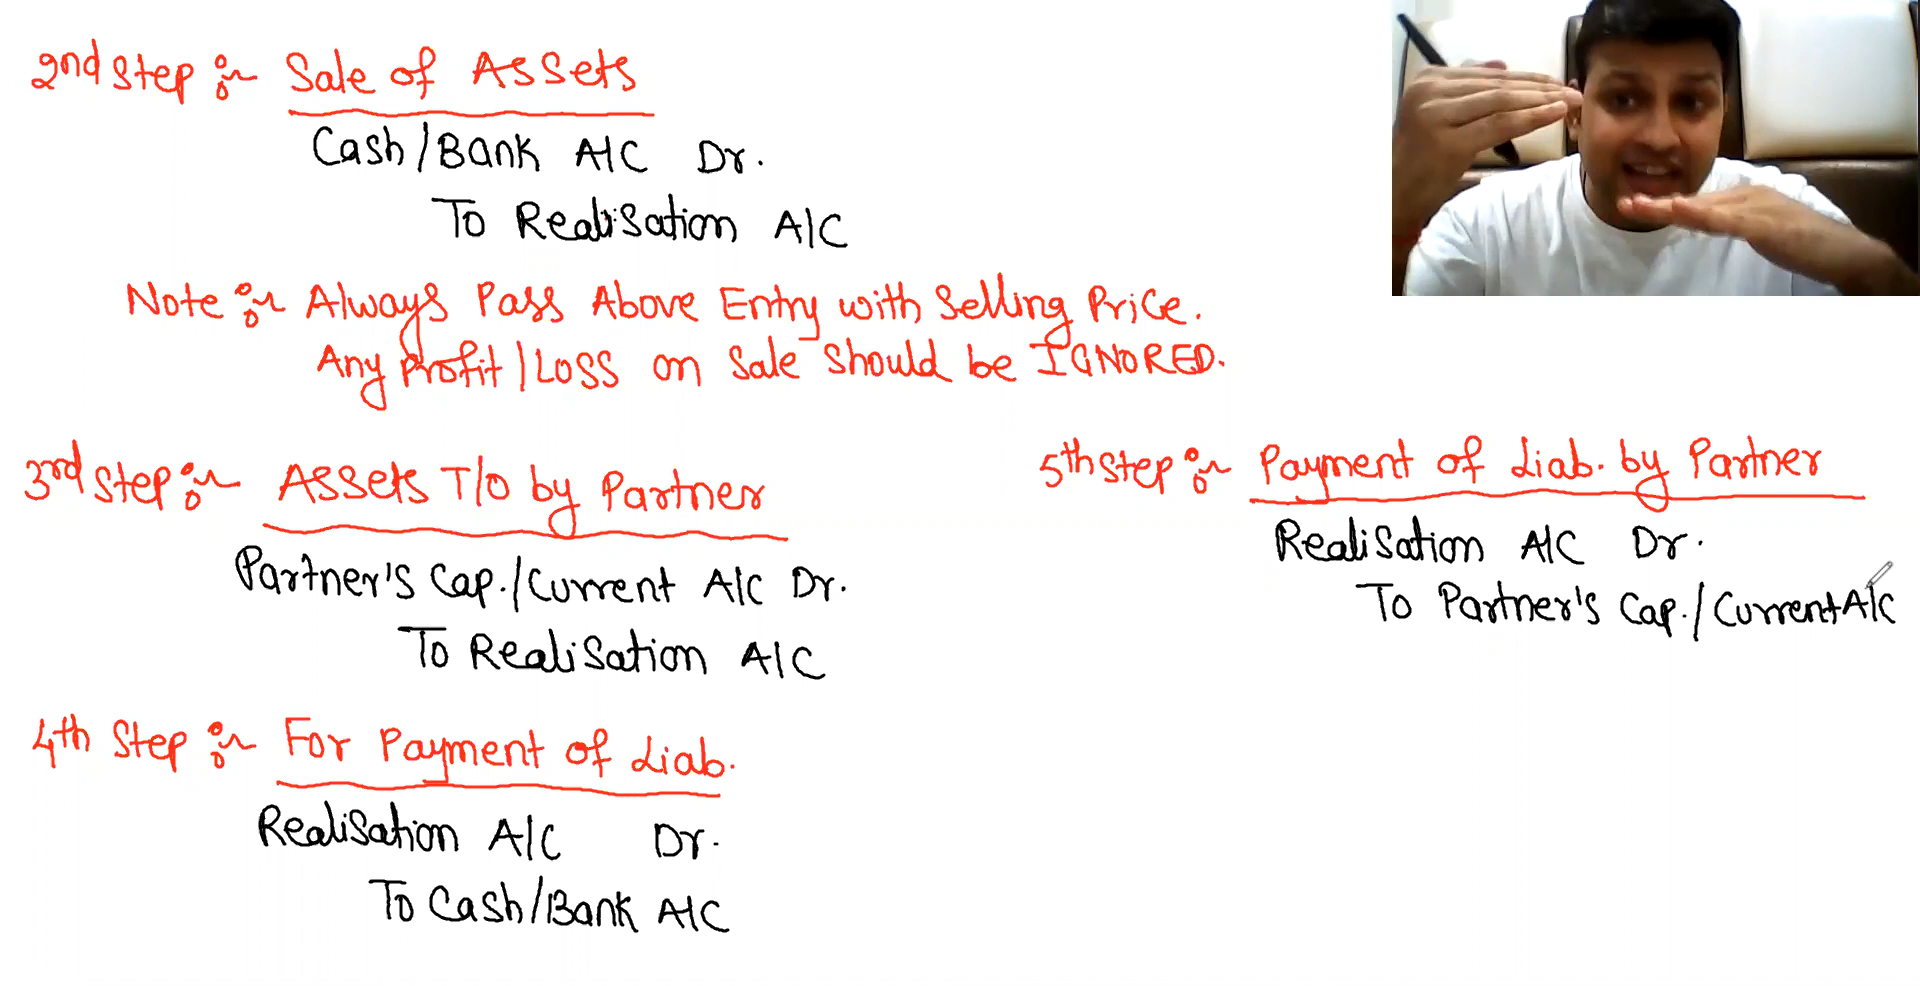 2nd Step :- Sale of Assets
Cash/Bank A/C Dr.
To Realisation A/C
Note :- Always Pass Above Entry with Selling Price.
Any Profit/Loss on Sale Should be IGNORED.
3rd Step :- Assets T/o by Partner
Partner's Cap./Current A/C Dr.
To Realisation A/C
4th Step :- For Payment of Liab.
Realisation A/C Dr.
To Cash/Bank A/C
5th Step :- Payment of Liab. by Partner
Realisation A/C Dr.
To Partner's Cap./Current A/C